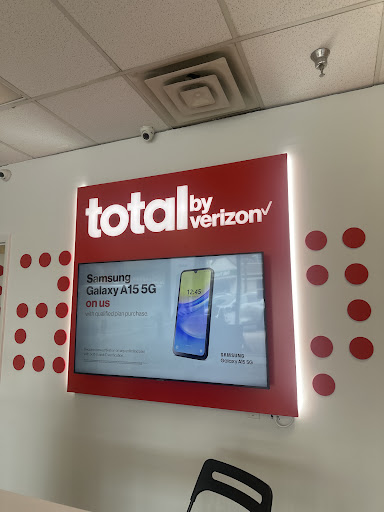 total by
verizon✓
Samsung
Galaxy A15 5G
on us
with qualified plan purchase.
SAMSUNG
Galaxy A15 5G
12:45